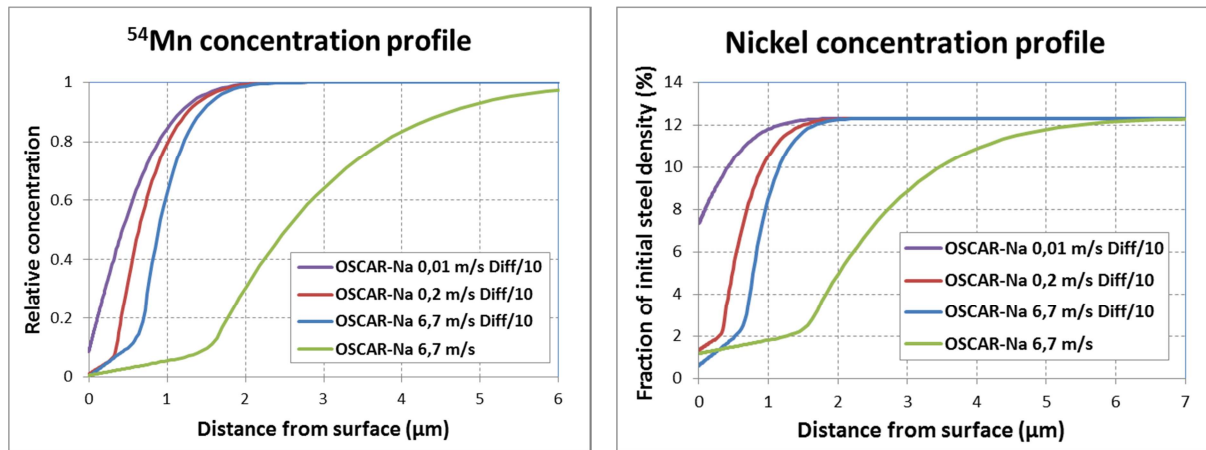 ⁵⁴Mn concentration profile
Relative concentration
1
0.8
0.6
0.4
0.2
0
0 1 2 3 4 5 6
Distance from surface (µm)
OSCAR-Na 0,01 m/s Diff/10
OSCAR-Na 0,2 m/s Diff/10
OSCAR-Na 6,7 m/s Diff/10
OSCAR-Na 6,7 m/s
Nickel concentration profile
Fraction of initial steel density (%)
14
12
10
8
6
4
2
0
0 1 2 3 4 5 6 7
Distance from surface (µm)
OSCAR-Na 0,01 m/s Diff/10
OSCAR-Na 0,2 m/s Diff/10
OSCAR-Na 6,7 m/s Diff/10
OSCAR-Na 6,7 m/s